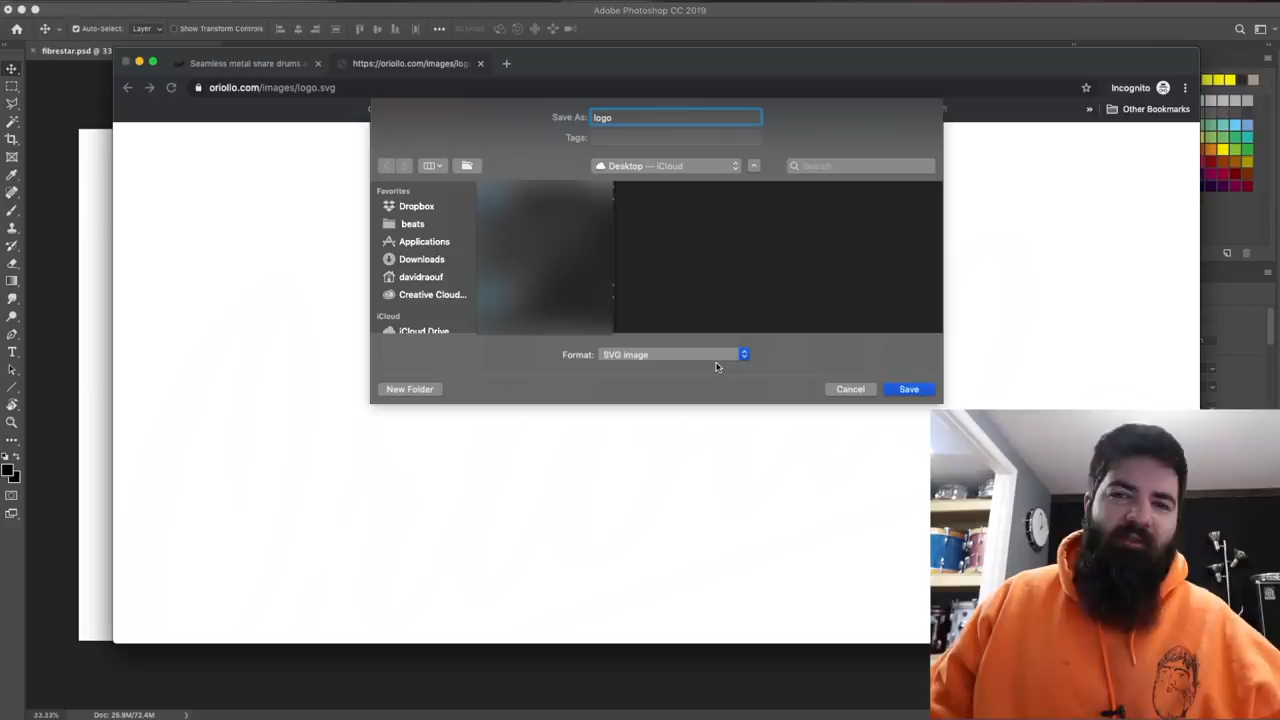 Adobe Photoshop CC 2019
Auto-Select: Layer Show Transform Controls
fibrestar.psd @ 33
Seamless metal snare drums a
https://oriollo.com/images/log
oriollo.com/images/logo.svg
Incognito
Other Bookmarks
Save As: logo
Tags:
Desktop — iCloud
Search
Favorites
Dropbox
beats
Applications
Downloads
davidraouf
Creative Cloud...
iCloud
iCloud Drive
Format: SVG image
New Folder
Cancel
Save
33.33%
Doc: 25.9M/72.4M